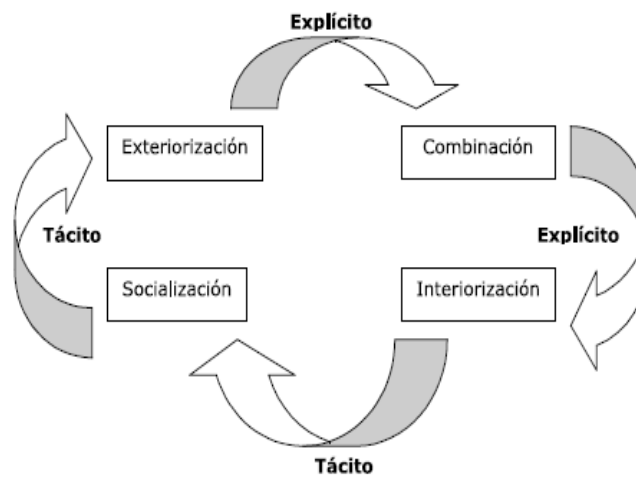 Explícito
Exteriorización
Combinación
Tácito
Explícito
Socialización
Interiorización
Tácito